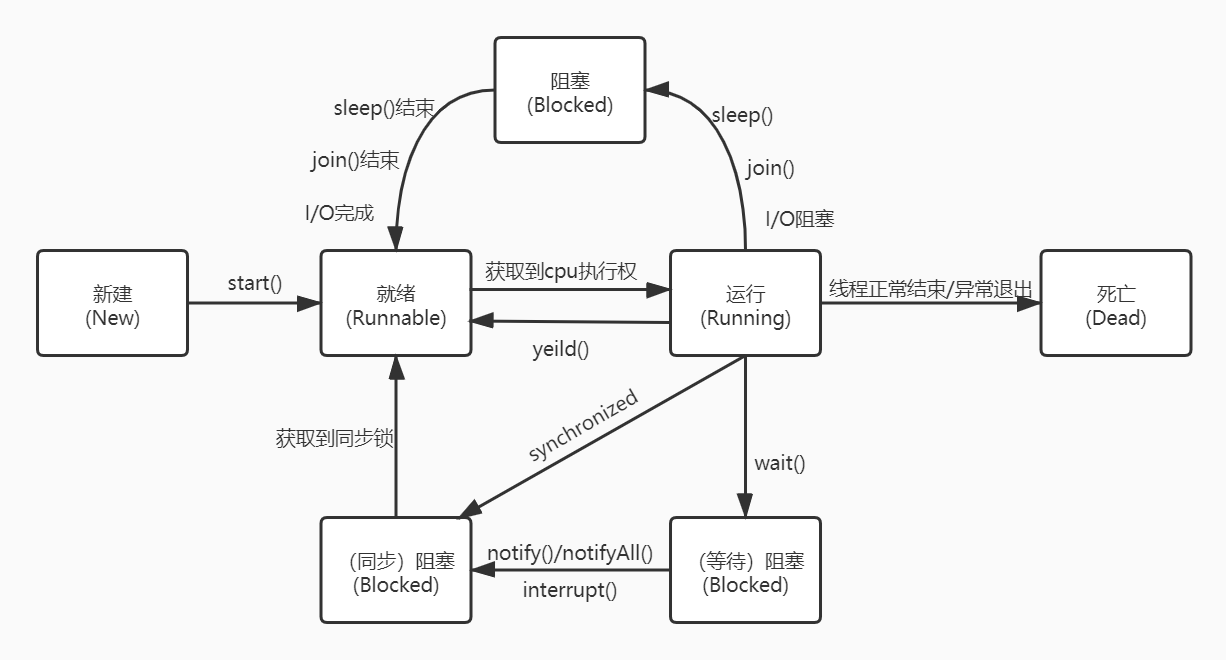 阻塞
(Blocked)
sleep()结束
sleep()
join()结束
join()
I/O完成
I/O阻塞
新建
(New)
start()
就绪
(Runnable)
获取到cpu执行权
yeild()
运行
(Running)
线程正常结束/异常退出
死亡
(Dead)
获取到同步锁
synchronized
wait()
（同步）阻塞
(Blocked)
notify()/notifyAll()
interrupt()
（等待）阻塞
(Blocked)